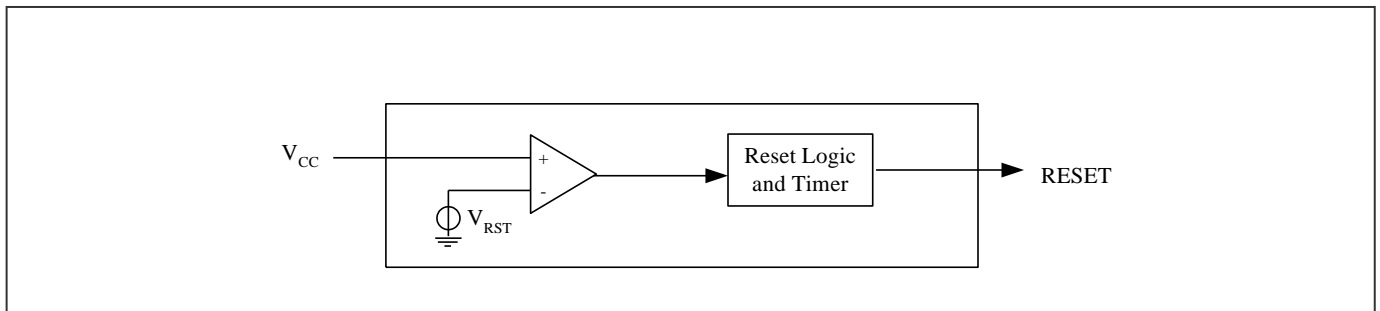 V_CC
+
-
V_RST
Reset Logic
and Timer
RESET